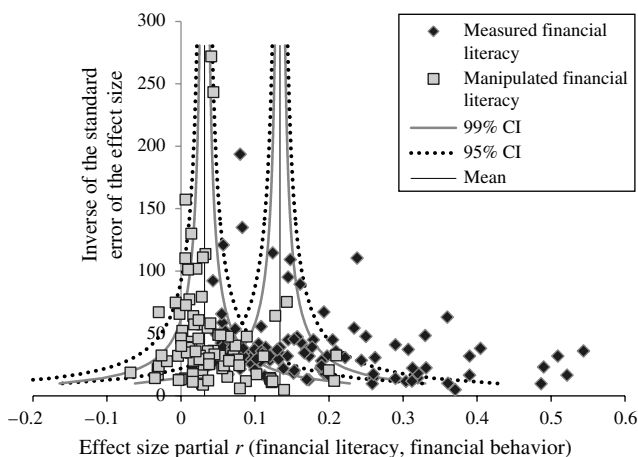 Inverse of the standard
error of the effect size
300
250
200
150
100
50
0
−0.2
−0.1
0
0.1
0.2
0.3
0.4
0.5
0.6
Effect size partial r (financial literacy, financial behavior)
Measured financial
literacy
Manipulated financial
literacy
99% CI
95% CI
Mean